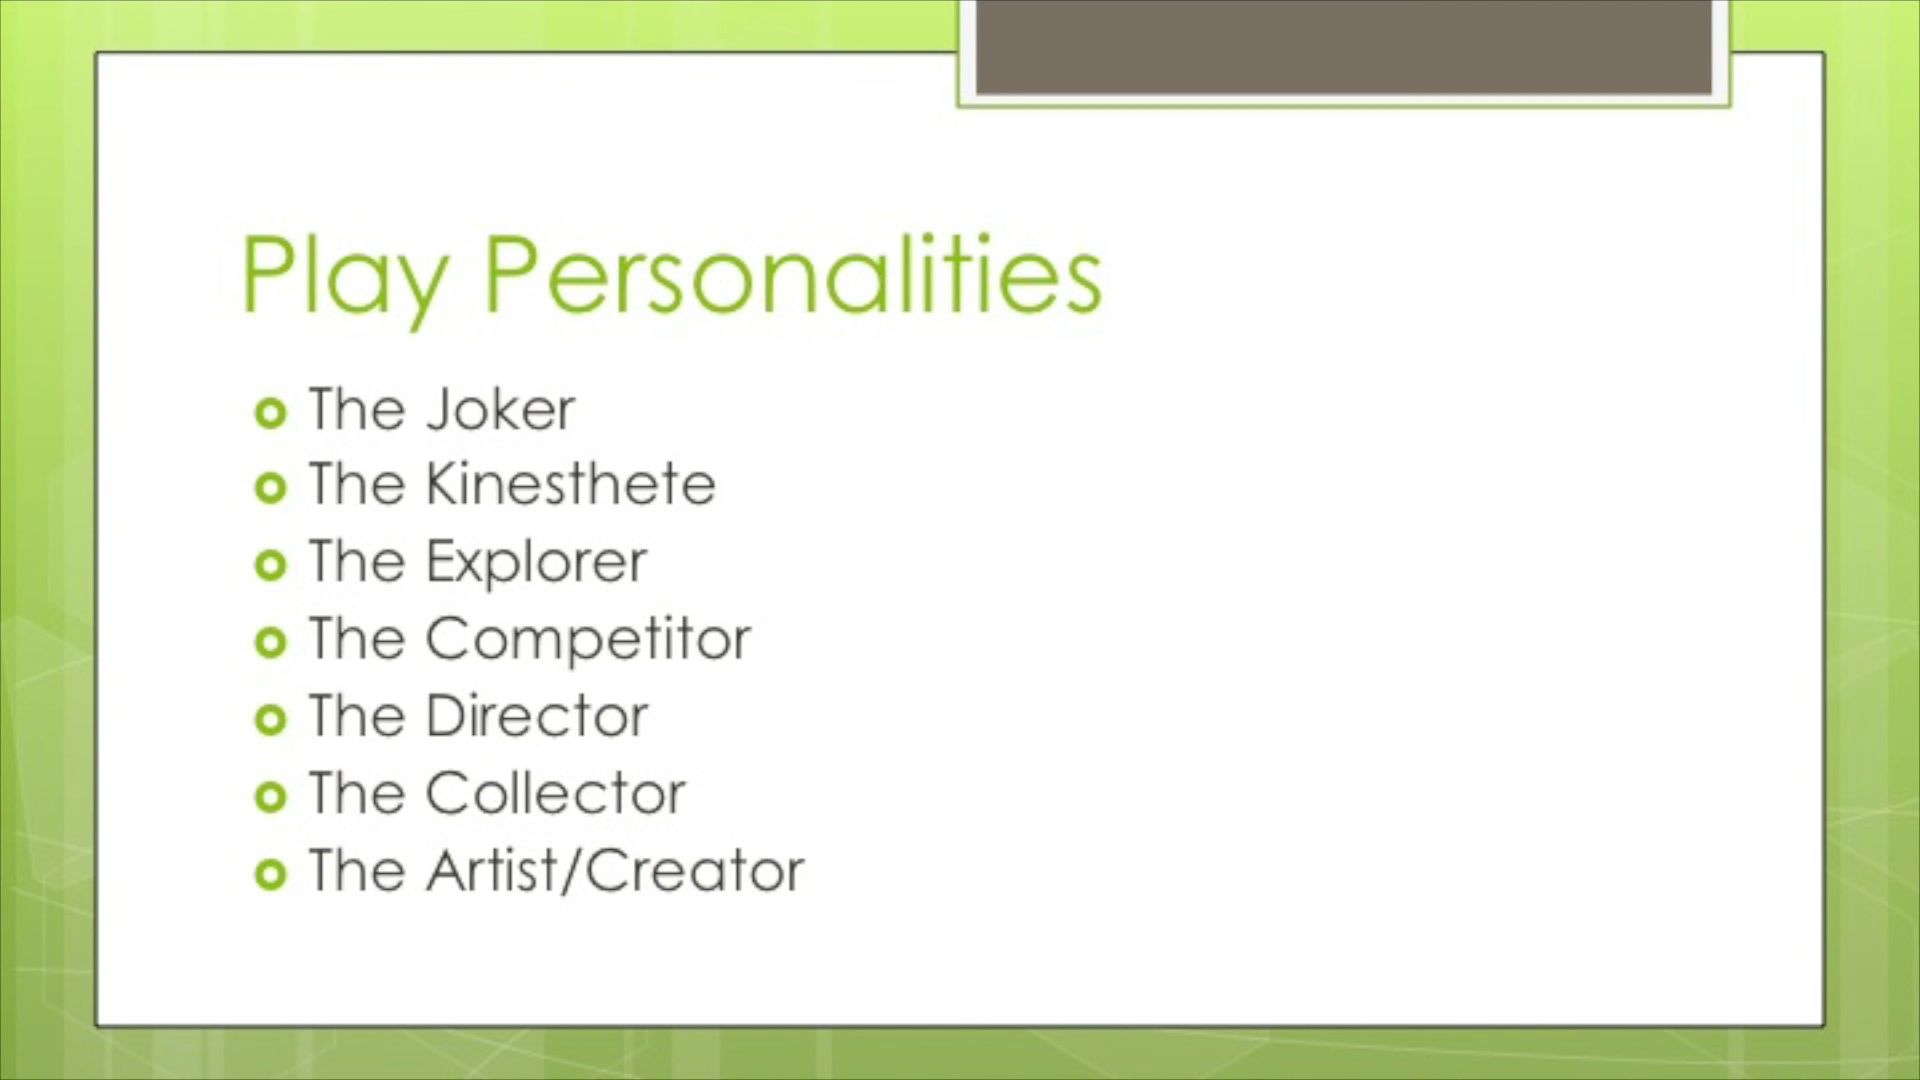 Play Personalities
The Joker
The Kinesthete
The Explorer
The Competitor
The Director
The Collector
The Artist/Creator